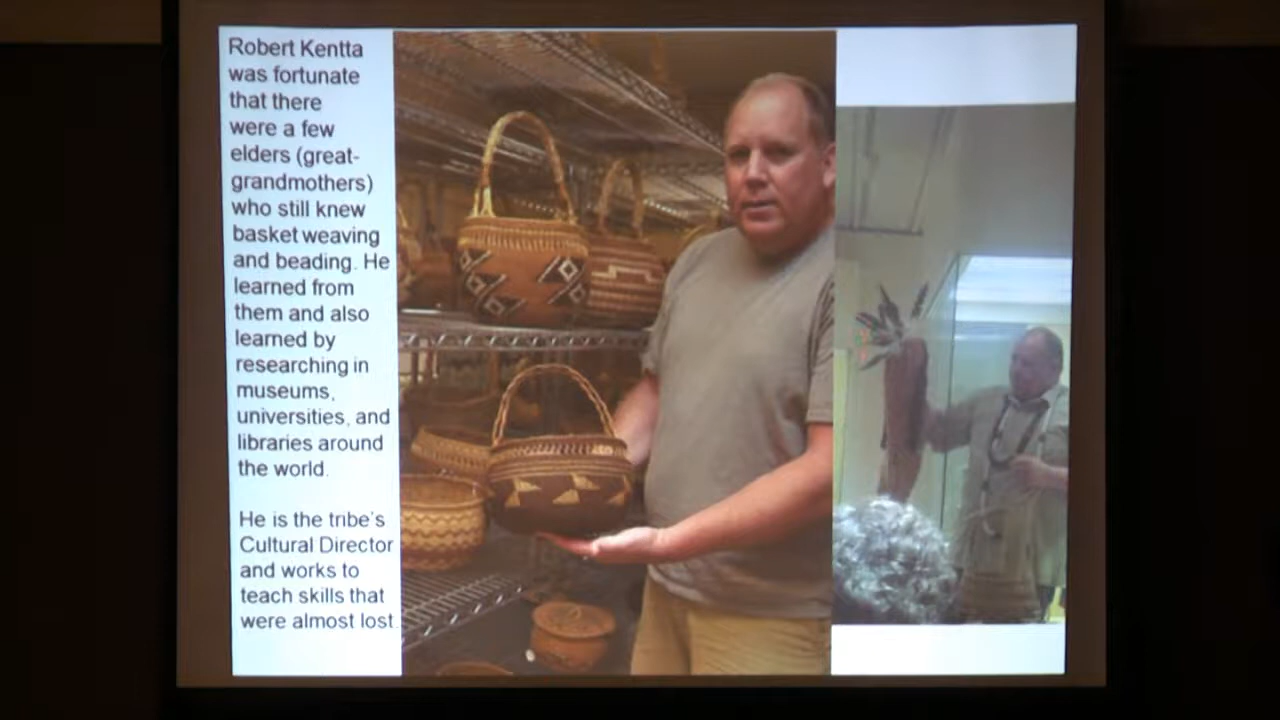 Robert Kentta
was fortunate
that there
were a few
elders (great-
grandmothers)
who still knew
basket weaving
and beading. He
learned from
them and also
learned by
researching in
museums,
universities, and
libraries around
the world.
He is the tribe's
Cultural Director
and works to
teach skills that
were almost lost.